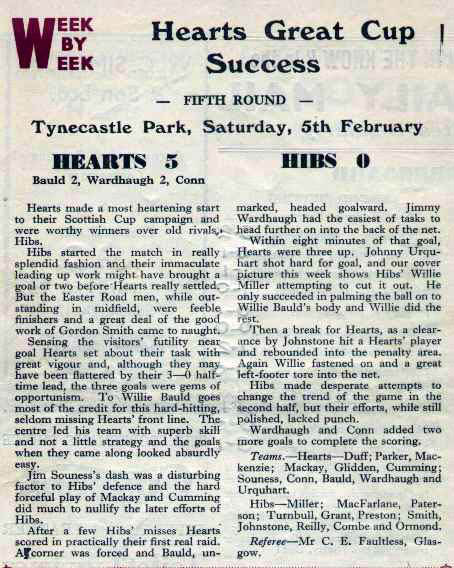 WEEK
BY
WEEK
Hearts Great Cup
Success
— FIFTH ROUND —
Tynecastle Park, Saturday, 5th February
HEARTS 5
Bauld 2, Wardhaugh 2, Conn
HIBS 0
Hearts made a most heartening start
to their Scottish Cup campaign and
were worthy winners over old rivals,
Hibs.
Hibs started the match in really
splendid fashion and their immaculate
leading up work might have brought a
goal or two before Hearts really settled.
But the Easter Road men, while out-
standing in midfield, were feeble
finishers and a great deal of the good
work of Gordon Smith came to naught.
Sensing the visitors' futility near
goal Hearts set about their task with
great vigour and, although they may
have been flattered by their 3—0 half-
time lead, the three goals were gems of
opportunism. To Willie Bauld goes
most of the credit for this hard-hitting,
seldom missing Hearts' front line. The
centre led his team with superb skill
and not a little strategy and the goals
when they came along looked absurdly
easy.
Jim Souness's dash was a disturbing
factor to Hibs' defence and the hard
forceful play of Mackay and Cumming
did much to nullify the later efforts of
Hibs.
After a few Hibs' misses Hearts
scored in practically their first real raid.
A corner was forced and Bauld, un-
marked, headed goalward. Jimmy
Wardhaugh had the easiest of tasks to
head further on into the back of the net.
Within eight minutes of that goal,
Hearts were three up. Johnny Urqu-
hart shot hard for goal, and our cover
picture this week shows Hibs' Willie
Miller attempting to cut it out. He
only succeeded in palming the ball on to
Willie Bauld's body and Willie did the
rest.
Then a break for Hearts, as a clear-
ance by Johnstone hit a Hearts' player
and rebounded into the penalty area.
Again Willie fastened on and a great
left-footer tore into the net.
Hibs made desperate attempts to
change the trend of the game in the
second half, but their efforts, while still
polished, lacked punch.
Wardhaugh and Conn added two
more goals to complete the scoring.
Teams.—Hearts—Duff; Parker, Mac-
kenzie; Mackay, Glidden, Cumming;
Souness, Conn, Bauld, Wardhaugh and
Urquhart.
Hibs—Miller; MacFarlane, Pater-
son; Turnbull, Grant, Preston; Smith,
Johnstone, Reilly, Combe and Ormond.
Referee—Mr C. E. Faultless, Glas-
gow.